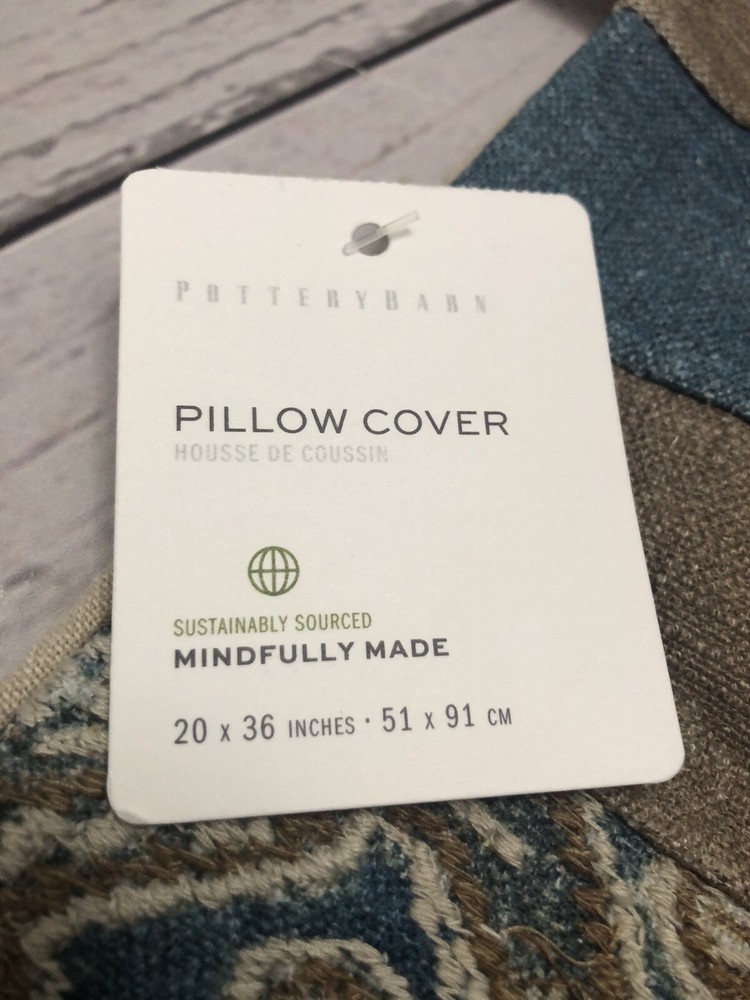 POTTERYBARN
PILLOW COVER
HOUSSE DE COUSSIN
SUSTAINABLY SOURCED
MINDFULLY MADE
20 x 36 INCHES · 51 x 91 CM